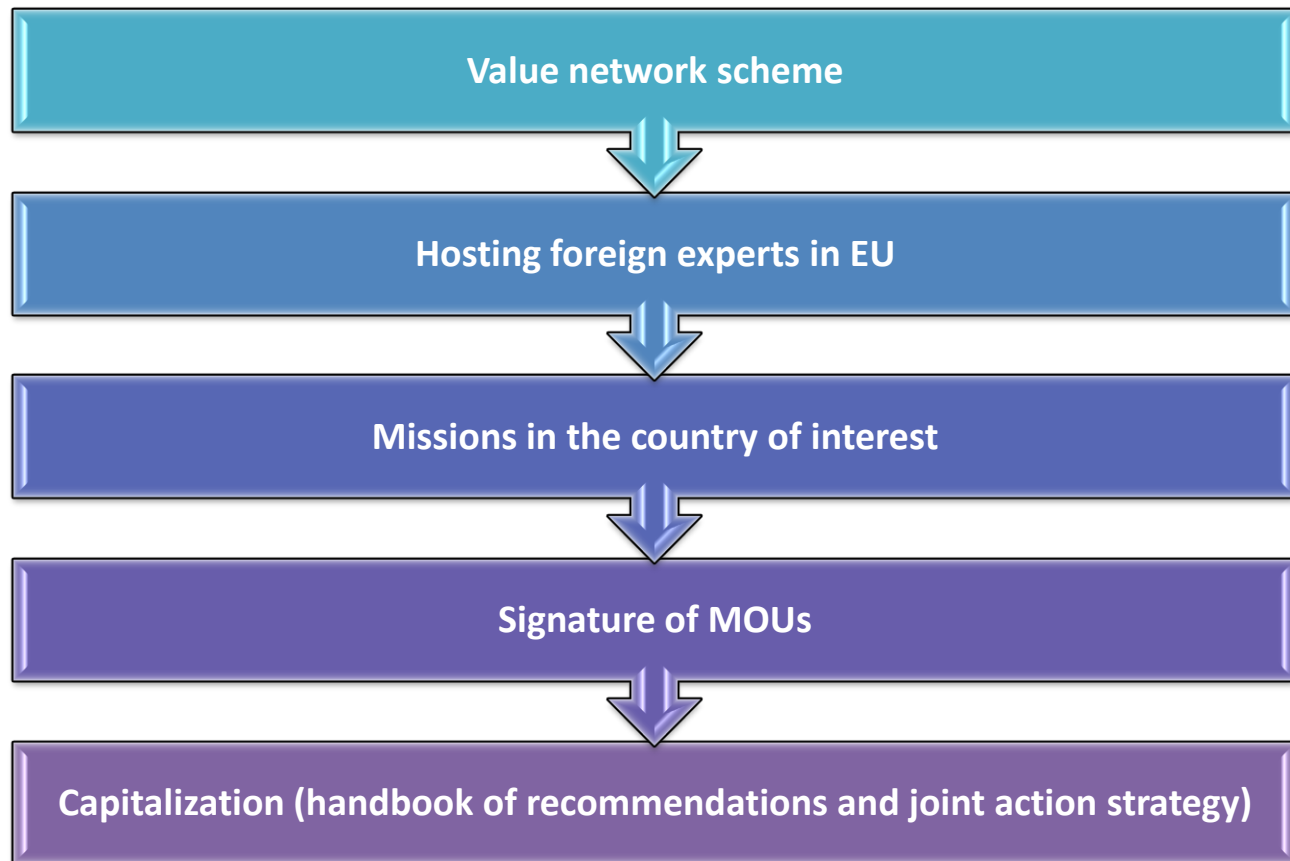 Value network scheme
Hosting foreign experts in EU
Missions in the country of interest
Signature of MOUs
Capitalization (handbook of recommendations and joint action strategy)